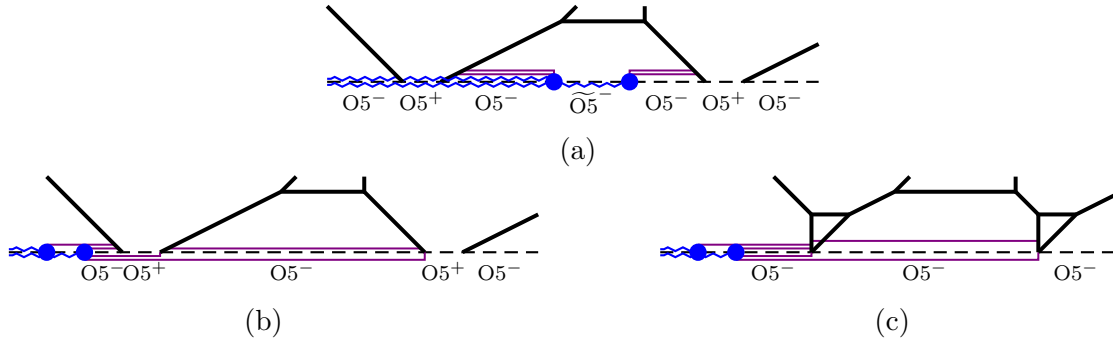 O5⁻ O5⁺ O5⁻ Õ5⁻ O5⁻ O5⁺ O5⁻
(a)
O5⁻ O5⁺ O5⁻ O5⁺ O5⁻
(b)
O5⁻ O5⁻ O5⁻
(c)